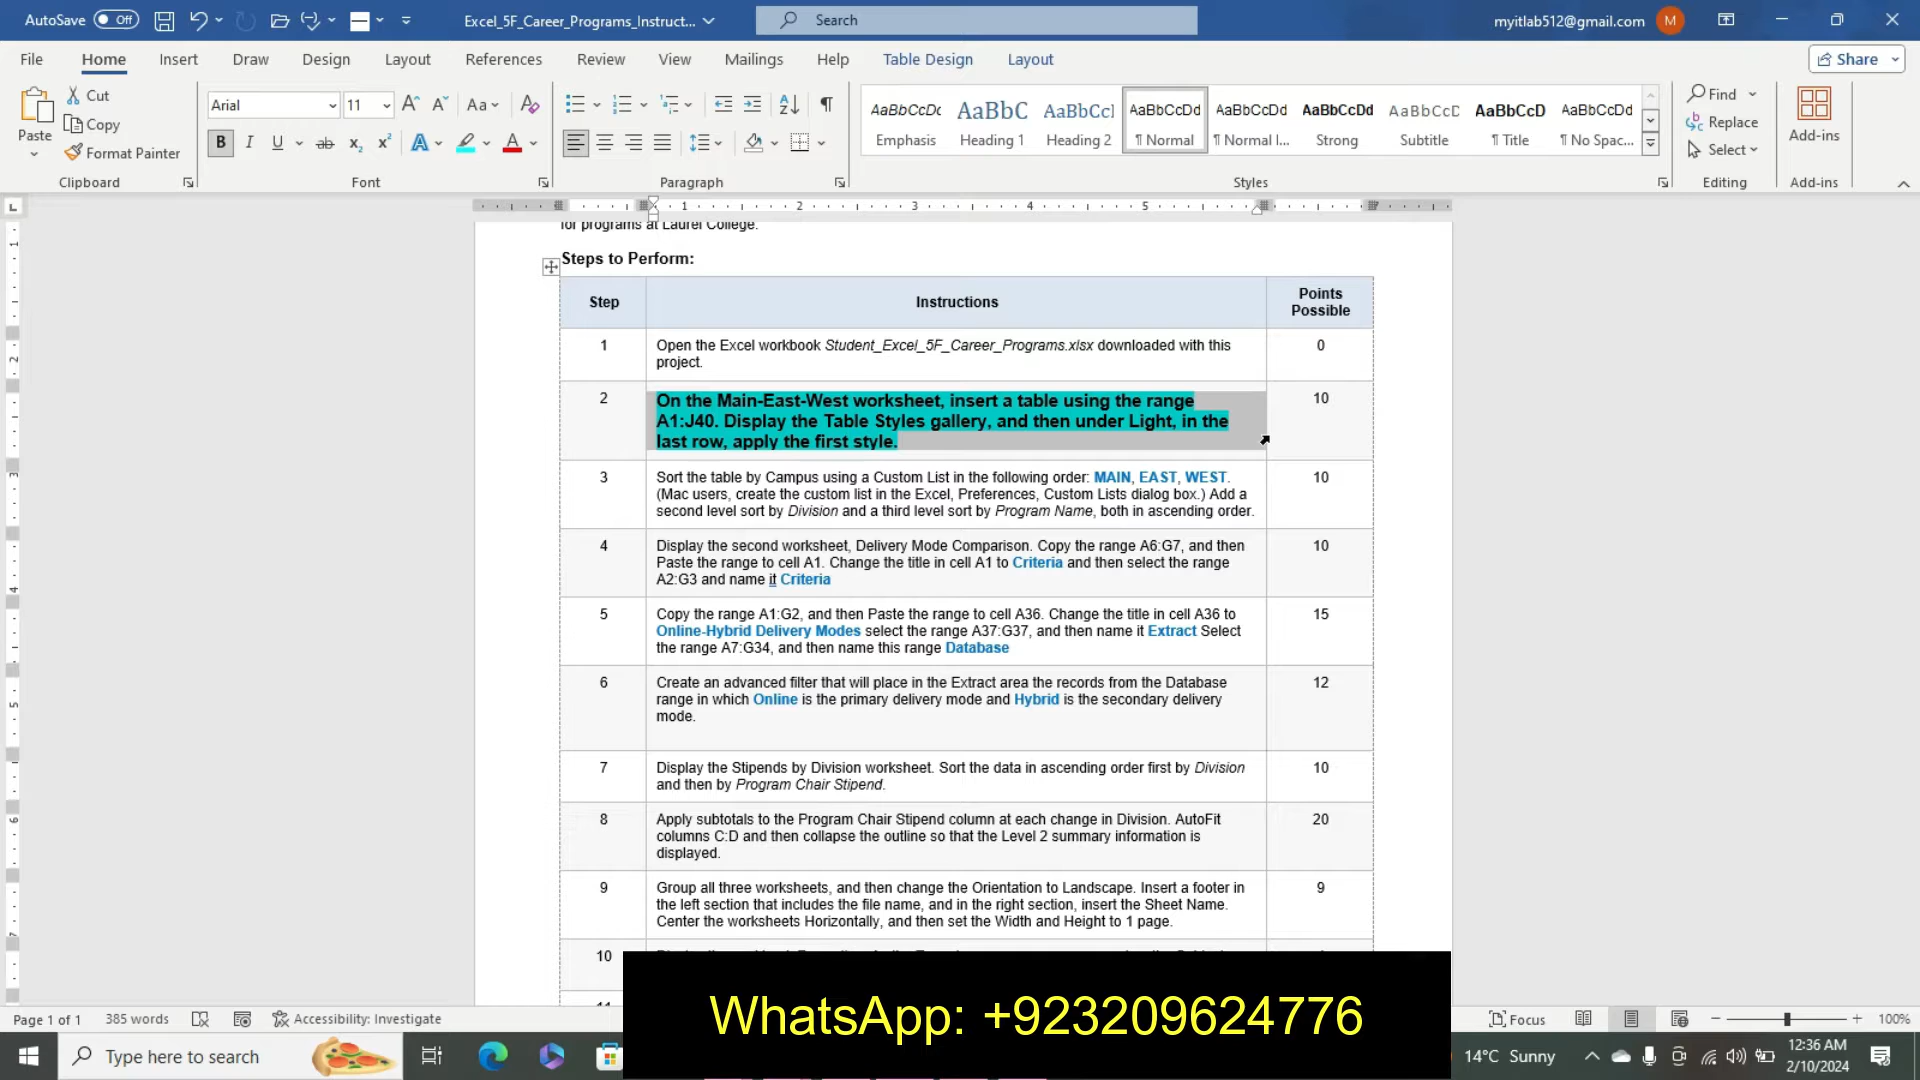 AutoSave Off Excel_5F_Career_Programs_Instruct... Search myitlab512@gmail.com M
File Home Insert Draw Design Layout References Review View Mailings Help Table Design Layout Share
Paste Cut Copy Format Painter
Arial 11 Aa
B I U ab x₂ x² A A
AaBbCcDc AaBbC AaBbCcI AaBbCcDd AaBbCcDd AaBbCcDd AaBbCcC AaBbCcD AaBbCcDd
Emphasis Heading 1 Heading 2 ¶ Normal ¶ Normal I... Strong Subtitle ¶ Title ¶ No Spac...
Find Replace Select Add-ins
Clipboard Font Paragraph Styles Editing Add-ins
1 2 3 4 5
for programs at Laurel College.
Steps to Perform:
Step Instructions Points Possible
1 Open the Excel workbook Student_Excel_5F_Career_Programs.xlsx downloaded with this 0
project.
2 On the Main-East-West worksheet, insert a table using the range 10
A1:J40. Display the Table Styles gallery, and then under Light, in the
last row, apply the first style.
3 Sort the table by Campus using a Custom List in the following order: MAIN, EAST, WEST. 10
(Mac users, create the custom list in the Excel, Preferences, Custom Lists dialog box.) Add a
second level sort by Division and a third level sort by Program Name, both in ascending order.
4 Display the second worksheet, Delivery Mode Comparison. Copy the range A6:G7, and then 10
Paste the range to cell A1. Change the title in cell A1 to Criteria and then select the range
A2:G3 and name it Criteria
5 Copy the range A1:G2, and then Paste the range to cell A36. Change the title in cell A36 to 15
Online-Hybrid Delivery Modes select the range A37:G37, and then name it Extract Select
the range A7:G34, and then name this range Database
6 Create an advanced filter that will place in the Extract area the records from the Database 12
range in which Online is the primary delivery mode and Hybrid is the secondary delivery
mode.
7 Display the Stipends by Division worksheet. Sort the data in ascending order first by Division 10
and then by Program Chair Stipend.
8 Apply subtotals to the Program Chair Stipend column at each change in Division. AutoFit 20
columns C:D and then collapse the outline so that the Level 2 summary information is
displayed.
9 Group all three worksheets, and then change the Orientation to Landscape. Insert a footer in 9
the left section that includes the file name, and in the right section, insert the Sheet Name.
Center the worksheets Horizontally, and then set the Width and Height to 1 page.
10
WhatsApp: +923209624776
Page 1 of 1 385 words Accessibility: Investigate Focus 100%
Type here to search 14°C Sunny 12:36 AM
2/10/2024